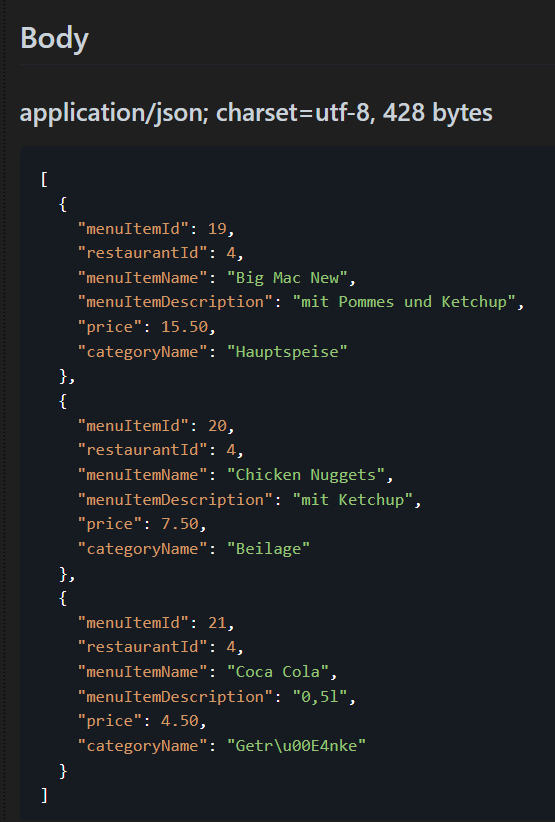 Body
application/json; charset=utf-8, 428 bytes
[
  {
    "menuItemId": 19,
    "restaurantId": 4,
    "menuItemName": "Big Mac New",
    "menuItemDescription": "mit Pommes und Ketchup",
    "price": 15.50,
    "categoryName": "Hauptspeise"
  },
  {
    "menuItemId": 20,
    "restaurantId": 4,
    "menuItemName": "Chicken Nuggets",
    "menuItemDescription": "mit Ketchup",
    "price": 7.50,
    "categoryName": "Beilage"
  },
  {
    "menuItemId": 21,
    "restaurantId": 4,
    "menuItemName": "Coca Cola",
    "menuItemDescription": "0,5l",
    "price": 4.50,
    "categoryName": "Getr\u00E4nke"
  }
]